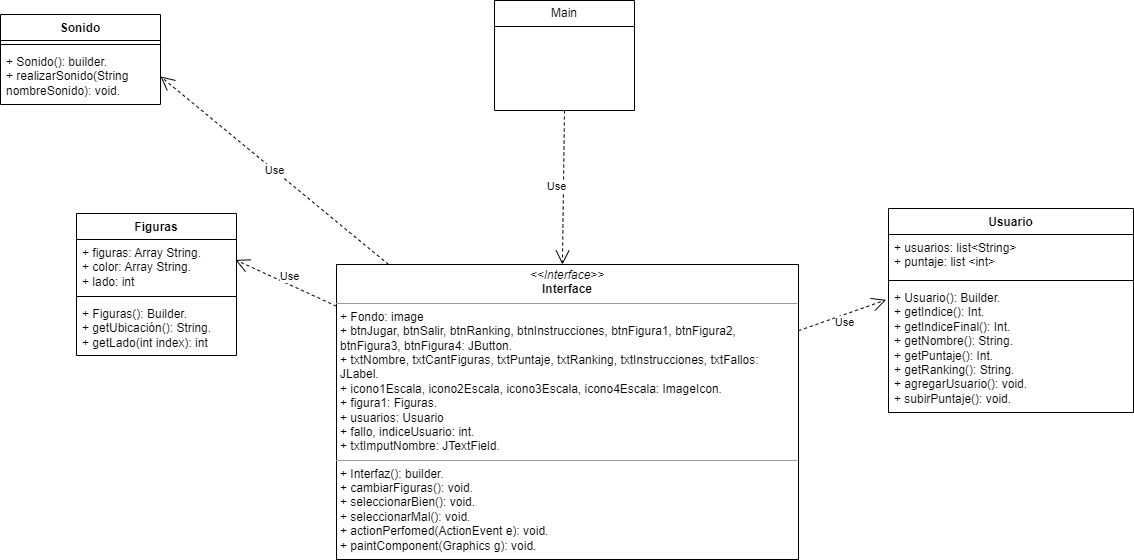 Main
Sonido
+ Sonido(): builder.
+ realizarSonido(String
nombreSonido): void.
Use
Use
Figuras
+ figuras: Array String.
+ color: Array String.
+ lado: int
+ Figuras(): Builder.
+ getUbicación(): String.
+ getLado(int index): int
Use
<<Interface>>
Interface
+ Fondo: image
+ btnJugar, btnSalir, btnRanking, btnInstrucciones, btnFigura1, btnFigura2,
btnFigura3, btnFigura4: JButton.
+ txtNombre, txtCantFiguras, txtPuntaje, txtRanking, txtInstrucciones, txtFallos:
JLabel.
+ icono1Escala, icono2Escala, icono3Escala, icono4Escala: ImageIcon.
+ figura1: Figuras.
+ usuarios: Usuario
+ fallo, indiceUsuario: int.
+ txtImputNombre: JTextField.
+ Interfaz(): builder.
+ cambiarFiguras(): void.
+ seleccionarBien(): void.
+ seleccionarMal(): void.
+ actionPerfomed(ActionEvent e): void.
+ paintComponent(Graphics g): void.
Use
Usuario
+ usuarios: list<String>
+ puntaje: list <int>
+ Usuario(): Builder.
+ getIndice(): Int.
+ getIndiceFinal(): Int.
+ getNombre(): String.
+ getPuntaje(): Int.
+ getRanking(): String.
+ agregarUsuario(): void.
+ subirPuntaje(): void.